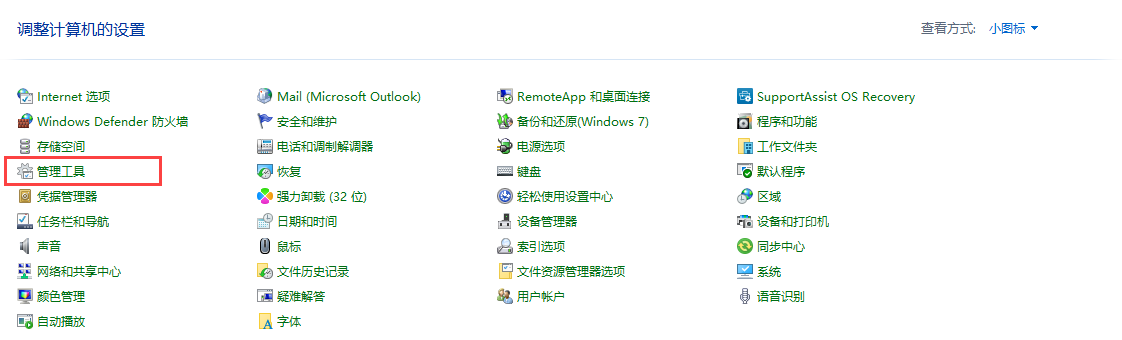 调整计算机的设置
查看方式: 小图标
Internet 选项 Mail (Microsoft Outlook) RemoteApp 和桌面连接 SupportAssist OS Recovery
Windows Defender 防火墙 安全和维护 备份和还原(Windows 7) 程序和功能
存储空间 电话和调制解调器 电源选项 工作文件夹
管理工具 恢复 键盘 默认程序
凭据管理器 强力卸载 (32 位) 轻松使用设置中心 区域
任务栏和导航 日期和时间 设备管理器 设备和打印机
声音 鼠标 索引选项 同步中心
网络和共享中心 文件历史记录 文件资源管理器选项 系统
颜色管理 疑难解答 用户帐户 语音识别
自动播放 字体